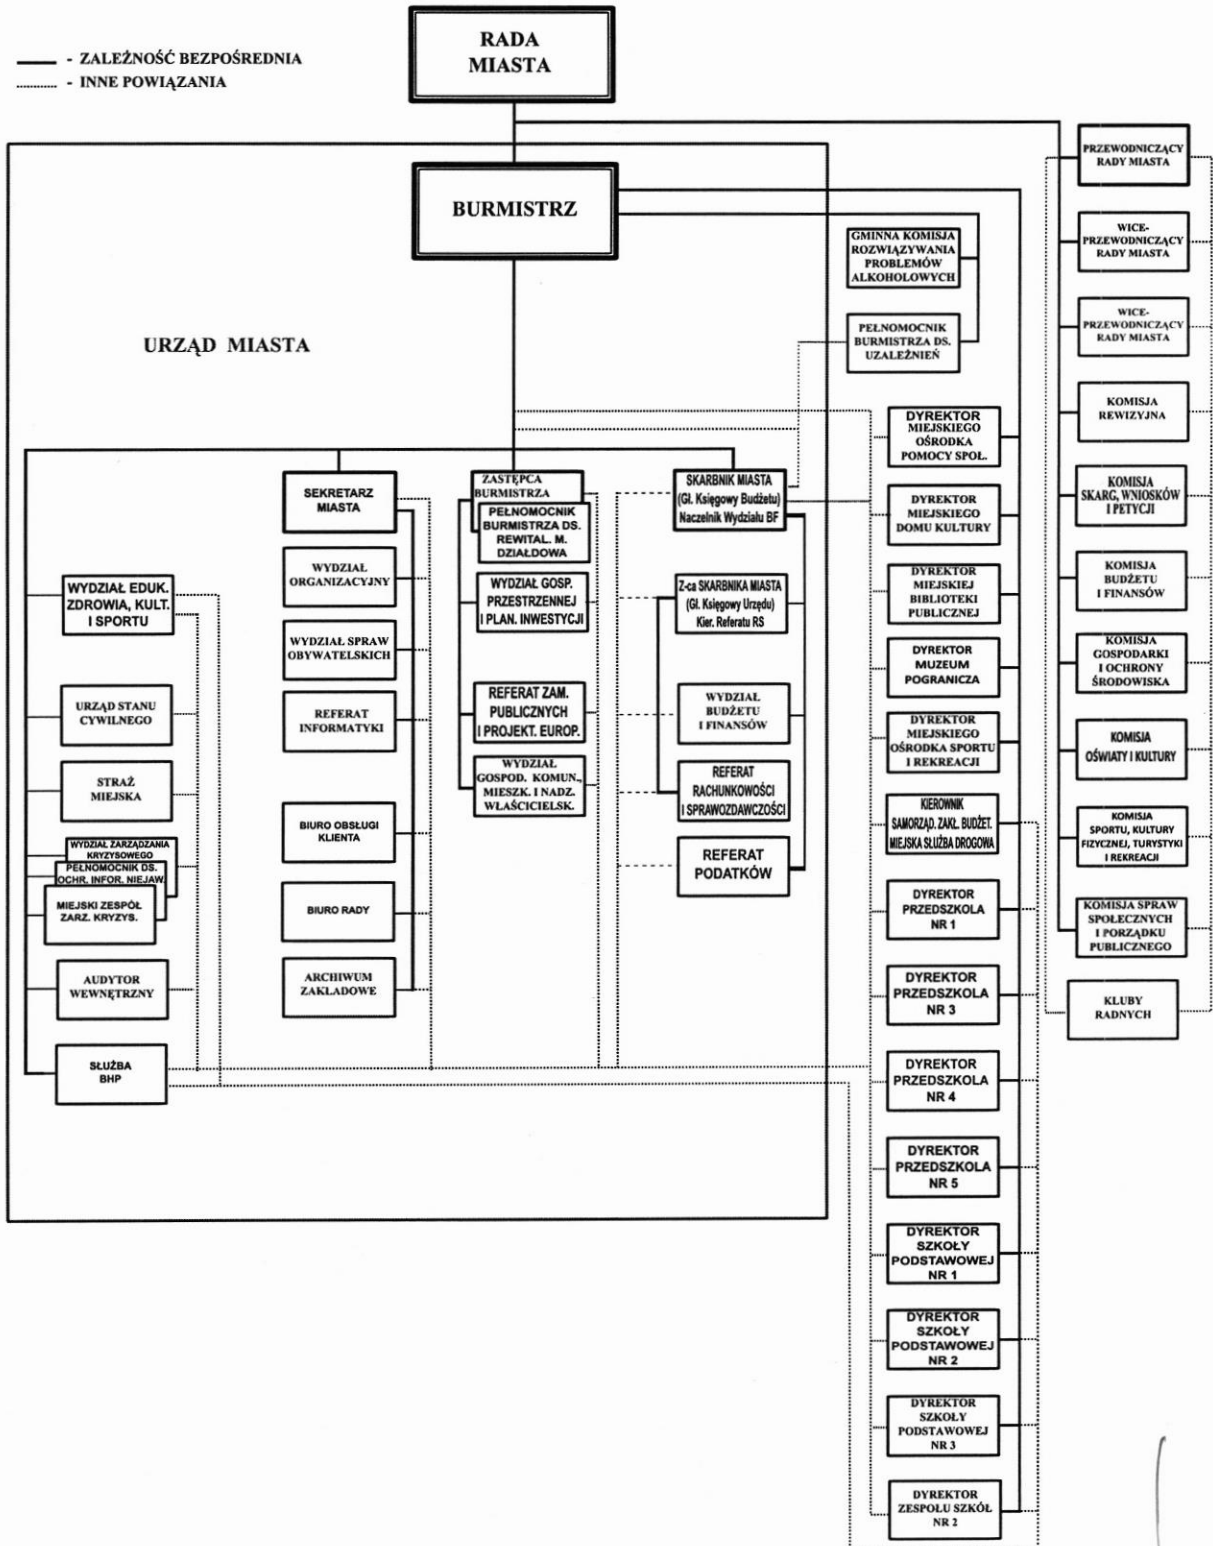 - ZALEŻNOŚĆ BEZPOŚREDNIA
- INNE POWIĄZANIA
RADA
MIASTA
BURMISTRZ
URZĄD MIASTA
GMINNA KOMISJA
ROZWIĄZYWANIA
PROBLEMÓW
ALKOHOLOWYCH
PEŁNOMOCNIK
BURMISTRZA DS.
UZALEŻNIEŃ
WYDZIAŁ EDUK.
ZDROWIA, KULT.
I SPORTU
URZĄD STANU
CYWILNEGO
STRAŻ
MIEJSKA
WYDZIAŁ ZARZĄDZANIA
KRYZYSOWEGO
PEŁNOMOCNIK DS.
OCHR. INFOR. NIEJAW.
MIEJSKI ZESPÓŁ
ZARZ. KRYZYS.
AUDYTOR
WEWNĘTRZNY
SŁUŻBA
BHP
SEKRETARZ
MIASTA
WYDZIAŁ
ORGANIZACYJNY
WYDZIAŁ SPRAW
OBYWATELSKICH
REFERAT
INFORMATYKI
BIURO OBSŁUGI
KLIENTA
BIURO RADY
ARCHIWUM
ZAKŁADOWE
ZASTĘPCA
BURMISTRZA
PEŁNOMOCNIK
BURMISTRZA DS.
REWITAL. M.
DZIAŁDOWA
WYDZIAŁ GOSP.
PRZESTRZENNEJ
I PLAN. INWESTYCJI
REFERAT ZAM.
PUBLICZNYCH
I PROJEKT. EUROP.
WYDZIAŁ
GOSPOD. KOMUN.,
MIESZK. I NADZ.
WŁAŚCICIELSK.
SKARBNIK MIASTA
(Gł. Księgowy Budżetu)
Naczelnik Wydziału BF
Z-ca SKARBNIKA MIASTA
(Gł. Księgowy Urzędu)
Kier. Referatu RS
WYDZIAŁ
BUDŻETU
I FINANSÓW
REFERAT
RACHUNKOWOŚCI
I SPRAWOZDAWCZOŚCI
REFERAT
PODATKÓW
DYREKTOR
MIEJSKIEGO
OŚRODKA
POMOCY SPOŁ.
DYREKTOR
MIEJSKIEGO
DOMU KULTURY
DYREKTOR
MIEJSKIEJ
BIBLIOTEKI
PUBLICZNEJ
DYREKTOR
MUZEUM
POGRANICZA
DYREKTOR
MIEJSKIEGO
OŚRODKA SPORTU
I REKREACJI
KIEROWNIK
SAMORZĄD. ZAKŁ. BUDŻET.
MIEJSKA SŁUŻBA DROGOWA
DYREKTOR
PRZEDSZKOLA
NR 1
DYREKTOR
PRZEDSZKOLA
NR 3
DYREKTOR
PRZEDSZKOLA
NR 4
DYREKTOR
PRZEDSZKOLA
NR 5
DYREKTOR
SZKOŁY
PODSTAWOWEJ
NR 1
DYREKTOR
SZKOŁY
PODSTAWOWEJ
NR 2
DYREKTOR
SZKOŁY
PODSTAWOWEJ
NR 3
DYREKTOR
ZESPOŁU SZKÓŁ
NR 2
PRZEWODNICZĄCY
RADY MIASTA
WICE-
PRZEWODNICZĄCY
RADY MIASTA
WICE-
PRZEWODNICZĄCY
RADY MIASTA
KOMISJA
REWIZYJNA
KOMISJA
SKARG, WNIOSKÓW
I PETYCJI
KOMISJA
BUDŻETU
I FINANSÓW
KOMISJA
GOSPODARKI
I OCHRONY
ŚRODOWISKA
KOMISJA
OŚWIATY I KULTURY
KOMISJA
SPORTU, KULTURY
FIZYCZNEJ, TURYSTYKI
I REKREACJI
KOMISJA SPRAW
SPOŁECZNYCH
I PORZĄDKU
PUBLICZNEGO
KLUBY
RADNYCH